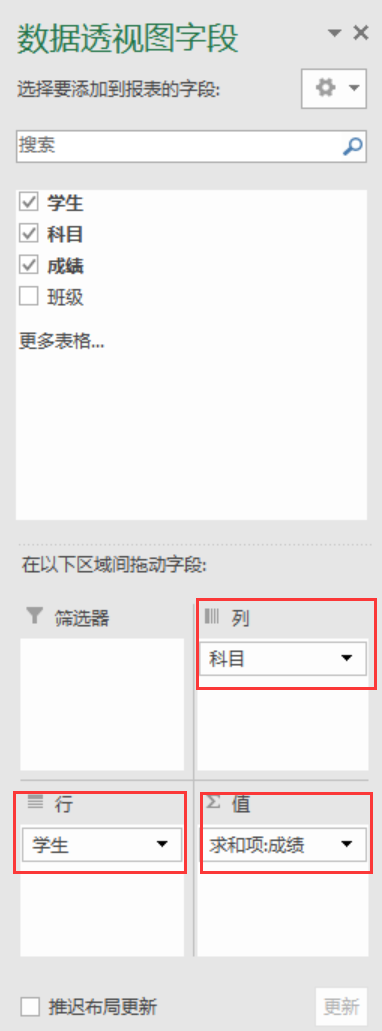 数据透视图字段
选择要添加到报表的字段:
搜索
学生
科目
成绩
班级
更多表格...
在以下区域间拖动字段:
筛选器
列
科目
行
Σ 值
学生
求和项:成绩
推迟布局更新
更新